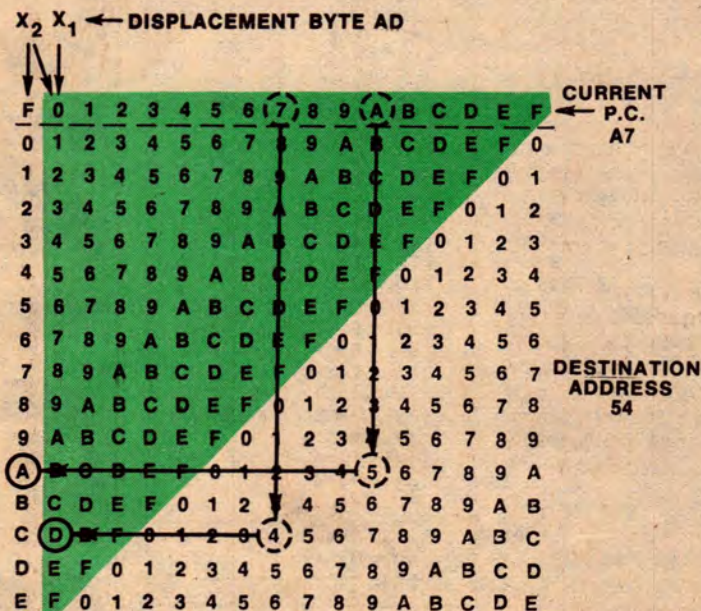 X2 X1 ← DISPLACEMENT BYTE AD
F 0 1 2 3 4 5 6 7 8 9 A B C D E F
CURRENT
P.C.
A7
0 1 2 3 4 5 6 7 8 9 A B C D E F 0
1 2 3 4 5 6 7 8 9 A B C D E F 0 1
2 3 4 5 6 7 8 9 A B C D E F 0 1 2
3 4 5 6 7 8 9 A B C D E F 0 1 2 3
4 5 6 7 8 9 A B C D E F 0 1 2 3 4
5 6 7 8 9 A B C D E F 0 1 2 3 4 5
6 7 8 9 A B C D E F 0 1 2 3 4 5 6
7 8 9 A B C D E F 0 1 2 3 4 5 6 7
DESTINATION
ADDRESS
54
8 9 A B C D E F 0 1 2 3 4 5 6 7 8
9 A B C D E F 0 1 2 3 5 6 7 8 9
A B C D E F 0 1 2 3 4 5 6 7 8 9 A
B C D E F 0 1 2 4 5 6 7 8 9 A B
C D E F 0 1 2 3 4 5 6 7 8 9 A B C
D E F 0 1 2 3 4 5 6 7 8 9 A B C D
E F 0 1 2 3 4 5 6 7 8 9 A B C D E